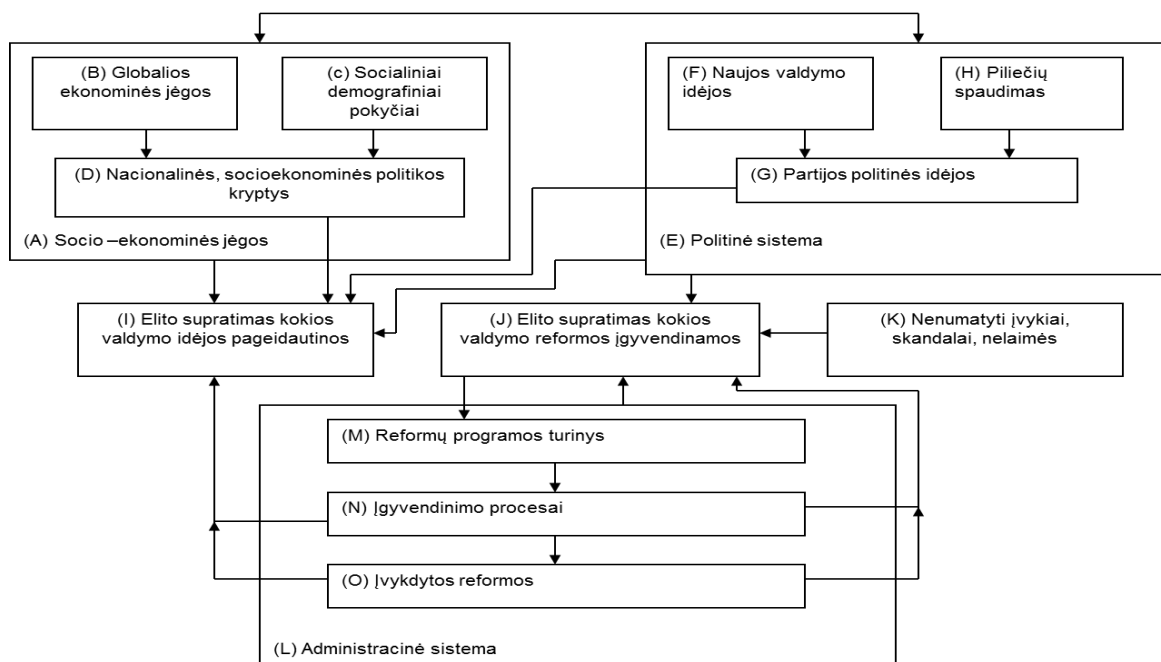 (B) Globalios
ekonominės jėgos
(c) Socialiniai
demografiniai
pokyčiai
(F) Naujos valdymo
idėjos
(H) Piliečių
spaudimas
(D) Nacionalinės, socioekonominės politikos
kryptys
(G) Partijos politinės idėjos
(A) Socio –ekonominės jėgos
(E) Politinė sistema
(I) Elito supratimas kokios
valdymo idėjos pageidautinos
(J) Elito supratimas kokios
valdymo reformos įgyvendinamos
(K) Nenumatyti įvykiai,
skandalai, nelaimės
(M) Reformų programos turinys
(N) Įgyvendinimo procesai
(O) Įvykdytos reformos
(L) Administracinė sistema